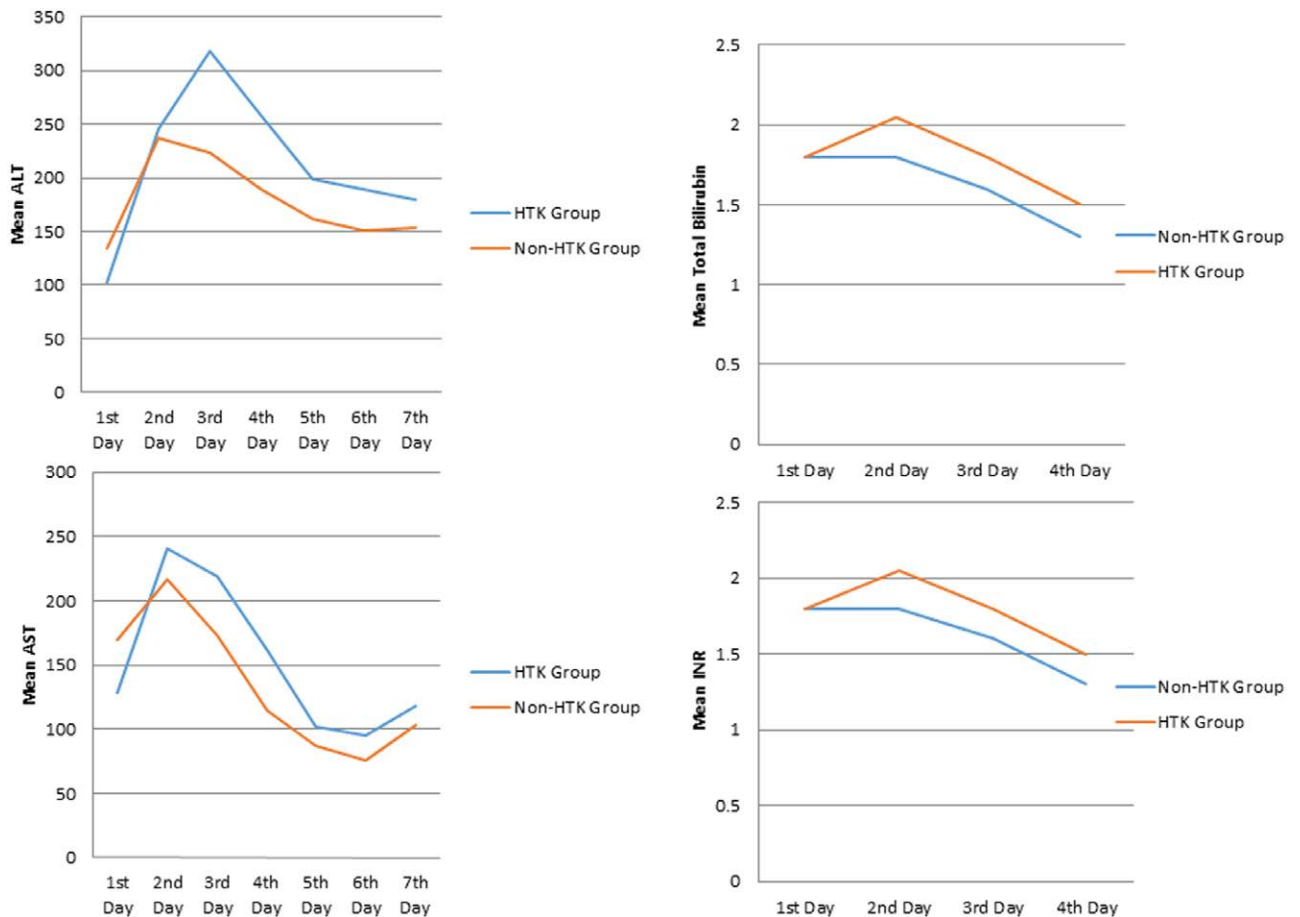 Mean ALT
350
300
250
200
150
100
50
0
1st Day
2nd Day
3rd Day
4th Day
5th Day
6th Day
7th Day
HTK Group
Non-HTK Group
Mean Total Bilirubin
2.5
2
1.5
1
0.5
0
1st Day
2nd Day
3rd Day
4th Day
Non-HTK Group
HTK Group
Mean AST
300
250
200
150
100
50
0
1st Day
2nd Day
3rd Day
4th Day
5th Day
6th Day
7th Day
HTK Group
Non-HTK Group
Mean INR
2.5
2
1.5
1
0.5
0
1st Day
2nd Day
3rd Day
4th Day
Non-HTK Group
HTK Group